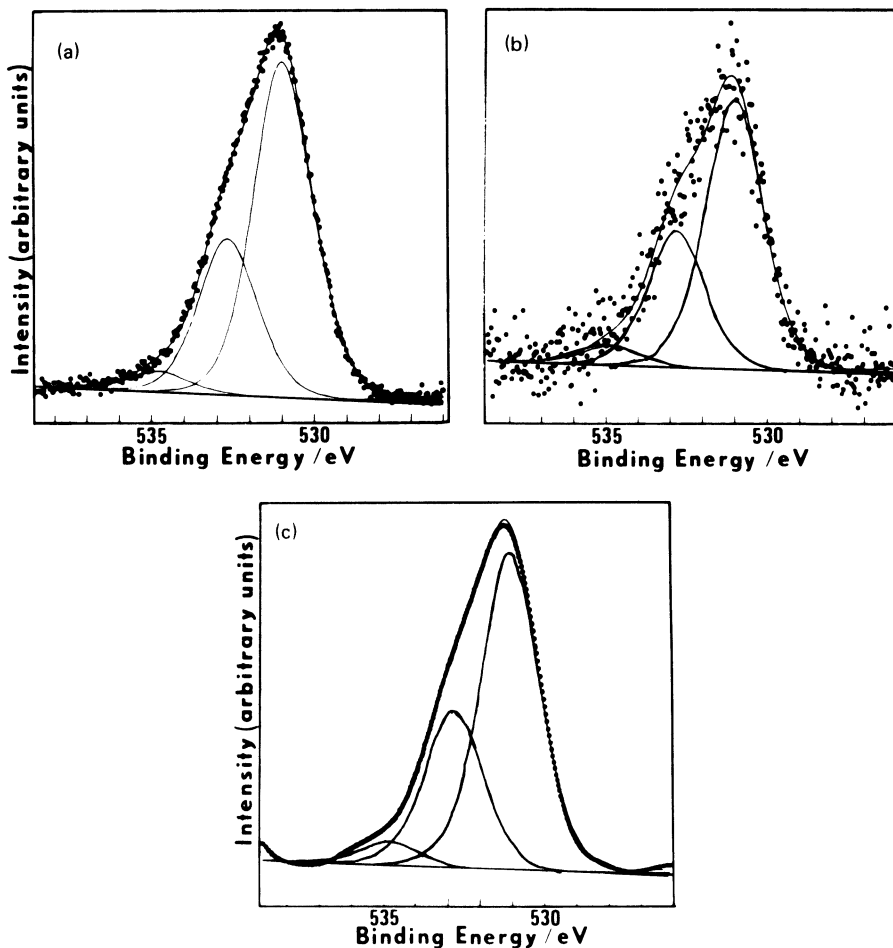 (a)
Intensity (arbitrary units)
535 530
Binding Energy /eV
(b)
535 530
Binding Energy /eV
(c)
Intensity (arbitrary units)
535 530
Binding Energy /eV